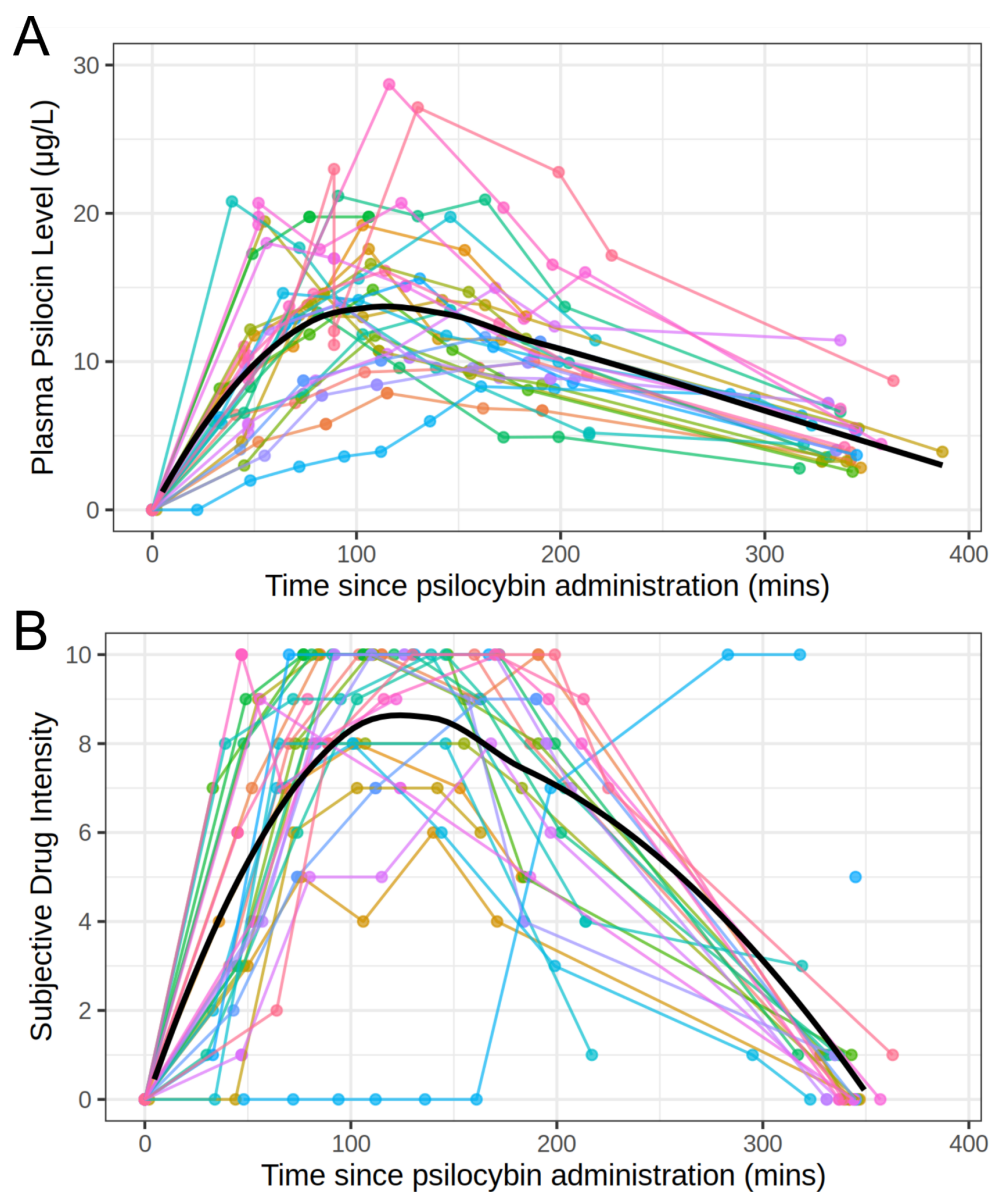 A
30
20
10
0
Plasma Psilocin Level (µg/L)
0 100 200 300 400
Time since psilocybin administration (mins)
B
10
8
6
4
2
0
Subjective Drug Intensity
0 100 200 300 400
Time since psilocybin administration (mins)